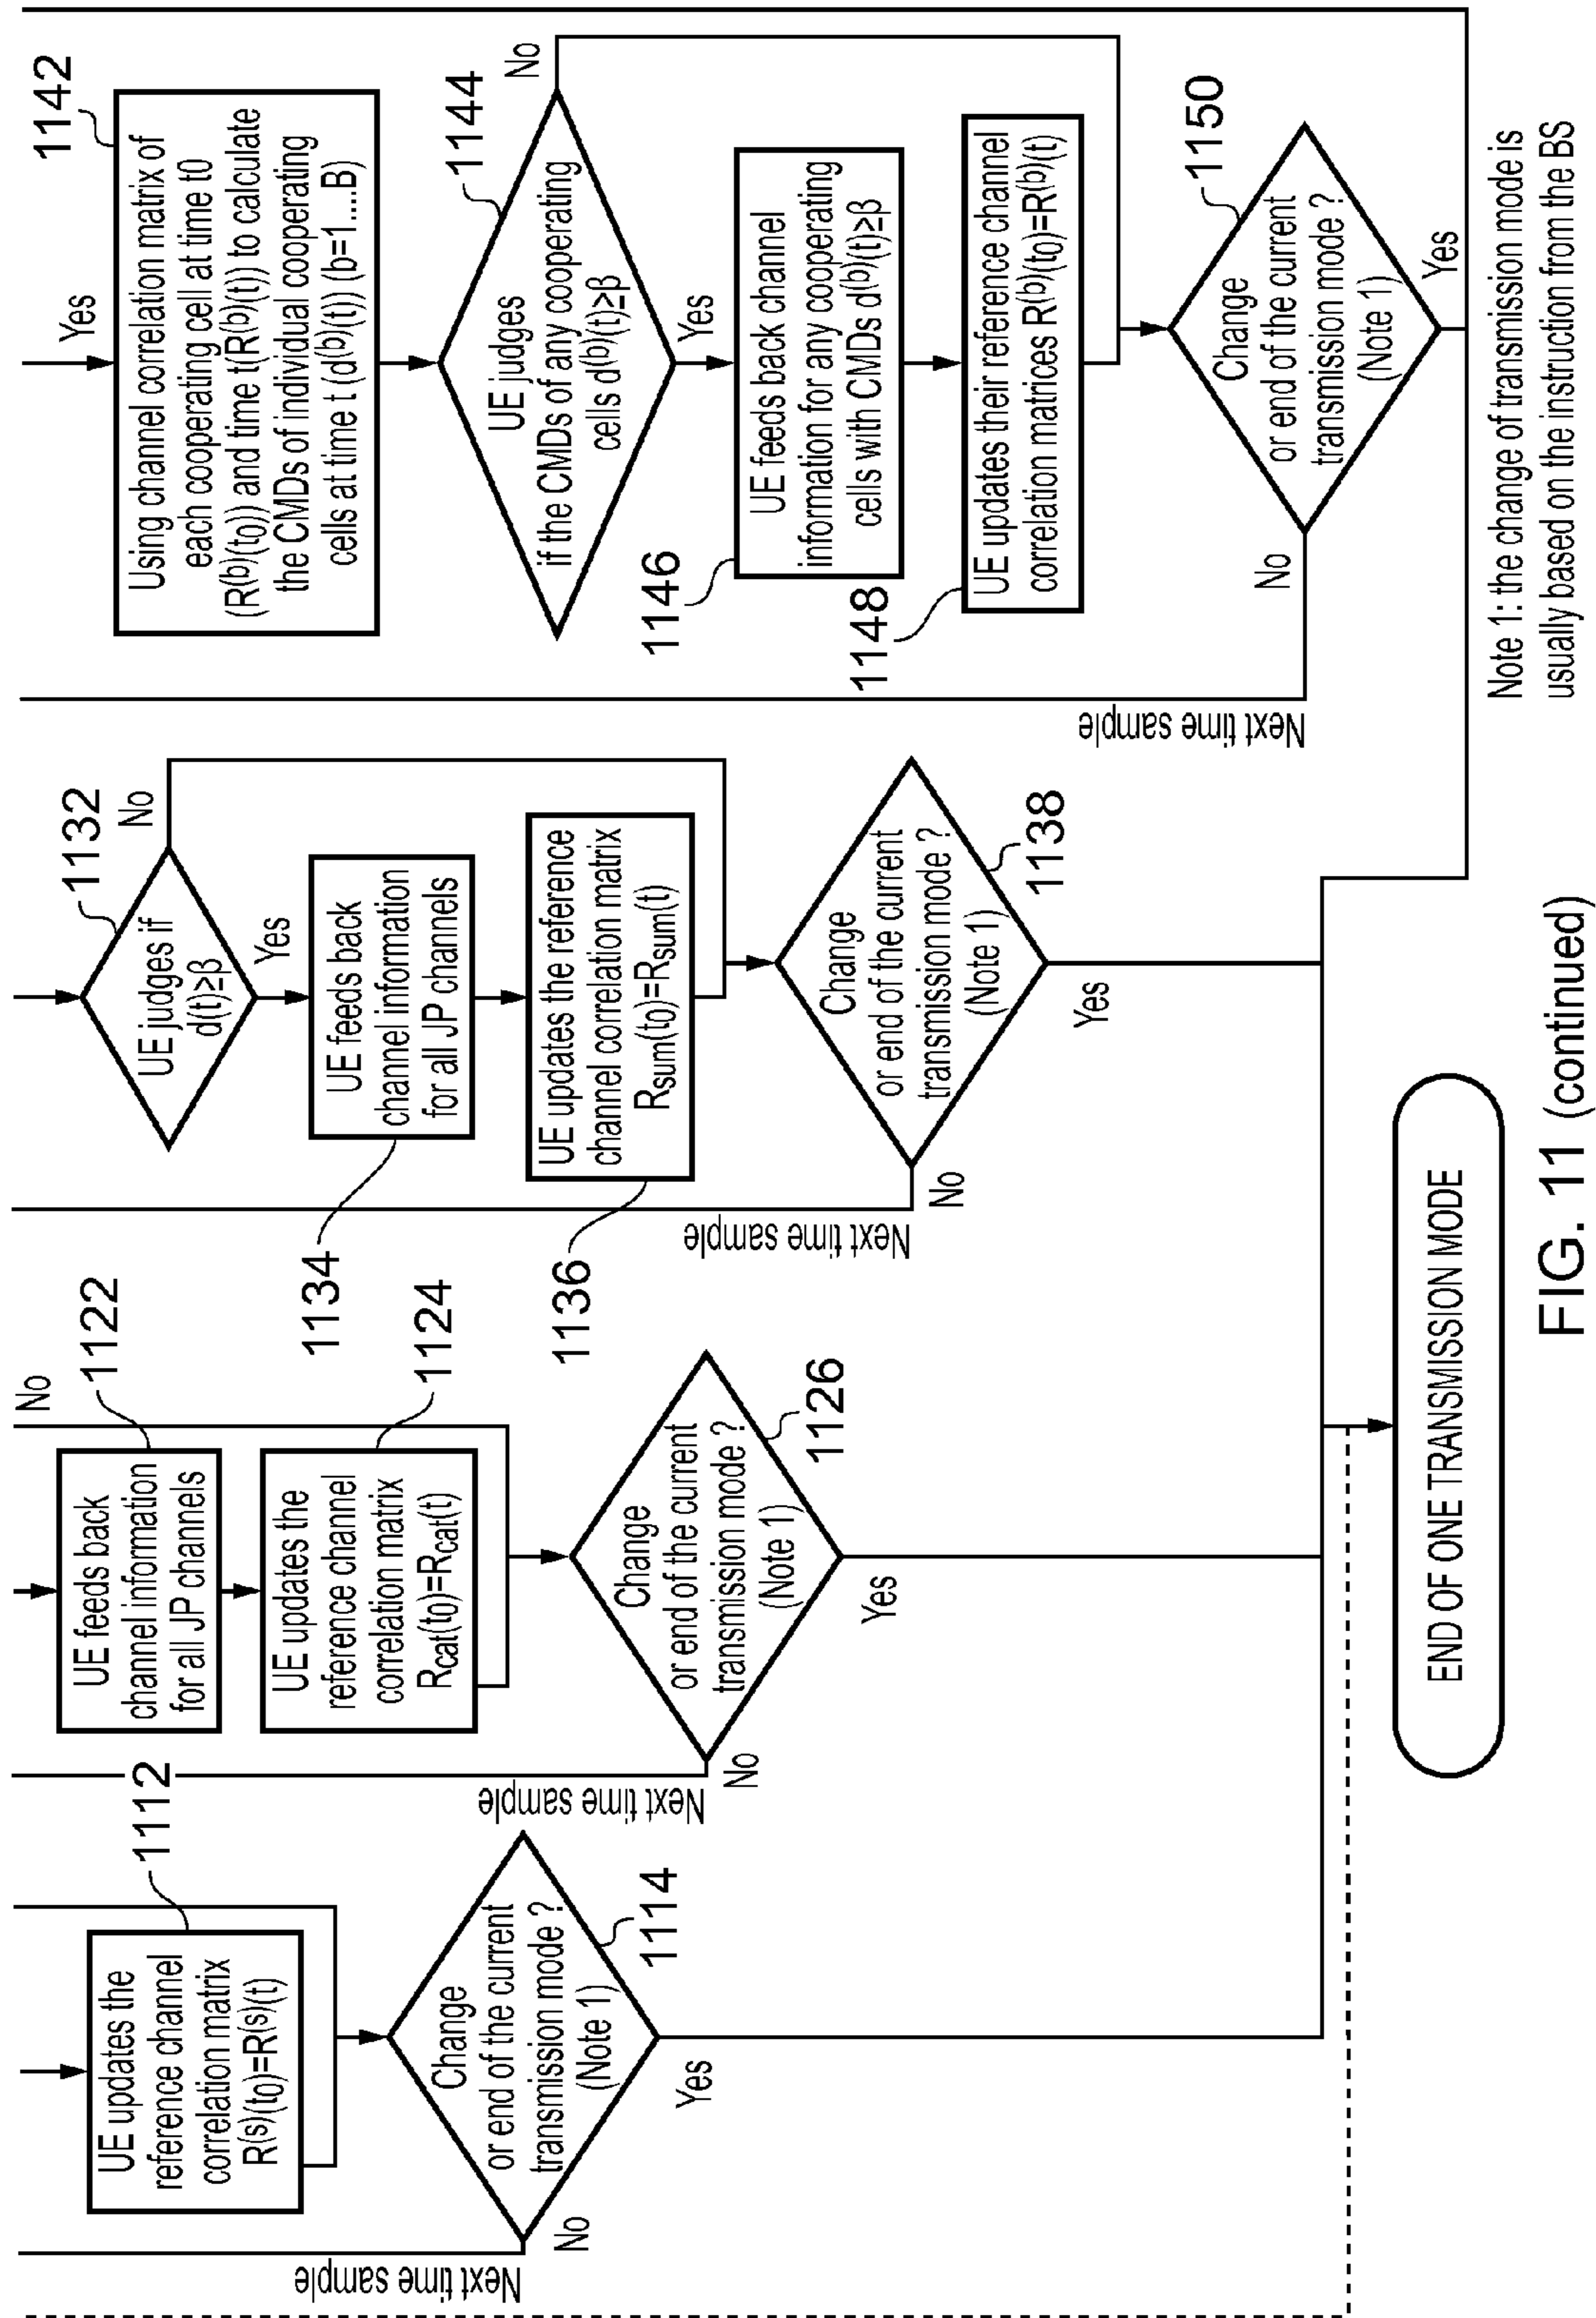 UE updates the
reference channel
correlation matrix
R(s)(t0)=R(s)(t)
1112
Change
or end of the current
transmission mode ?
(Note 1)
1114
No
Yes
Next time sample
No
UE feeds back
channel information
for all JP channels
1122
UE updates the
reference channel
correlation matrix
Rcat(t0)=Rcat(t)
1124
Change
or end of the current
transmission mode ?
(Note 1)
1126
No
Yes
Next time sample
UE judges if
d(t)≥β
1132
No
Yes
UE feeds back
channel information
for all JP channels
1134
UE updates the reference
channel correlation matrix
Rsum(t0)=Rsum(t)
1136
Change
or end of the current
transmission mode ?
(Note 1)
1138
No
Yes
Next time sample
Yes
Using channel correlation matrix of
each cooperating cell at time t0
(R(b)(t0)) and time t(R(b)(t)) to calculate
the CMDs of individual cooperating
cells at time t (d(b)(t)) (b=1....B)
1142
UE judges
if the CMDs of any cooperating
cells d(b)(t)≥β
1144
No
Yes
UE feeds back channel
information for any cooperating
cells with CMDs d(b)(t)≥β
1146
UE updates their reference channel
correlation matrices R(b)(t0)=R(b)(t)
1148
Change
or end of the current
transmission mode ?
(Note 1)
1150
No
Yes
Next time sample
END OF ONE TRANSMISSION MODE
Note 1: the change of transmission mode is
usually based on the instruction from the BS
FIG. 11 (continued)